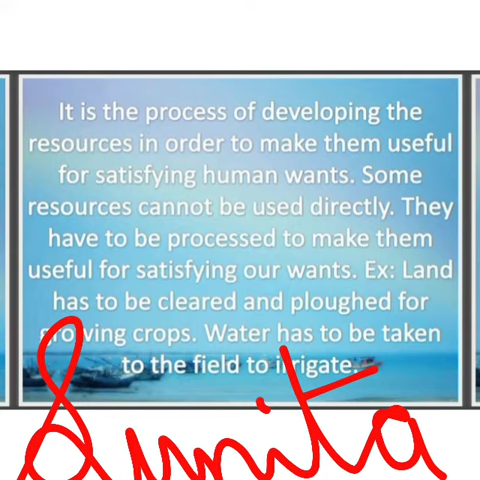 It is the process of developing the
resources in order to make them useful
for satisfying human wants. Some
resources cannot be used directly. They
have to be processed to make them
useful for satisfying our wants. Ex: Land
has to be cleared and ploughed for
growing crops. Water has to be taken
to the field to irrigate.
Sunita